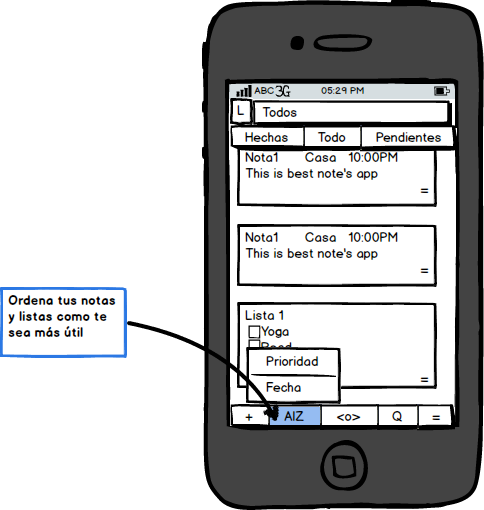 ABC 3G 05:29 PM
L Todos
Hechas Todo Pendientes
Nota1 Casa 10:00PM
This is best note's app
=
Nota1 Casa 10:00PM
This is best note's app
=
Ordena tus notas
y listas como te
sea más útil
Lista 1
Yoga
Prioridad
Fecha
=
+ AIZ <o> Q =